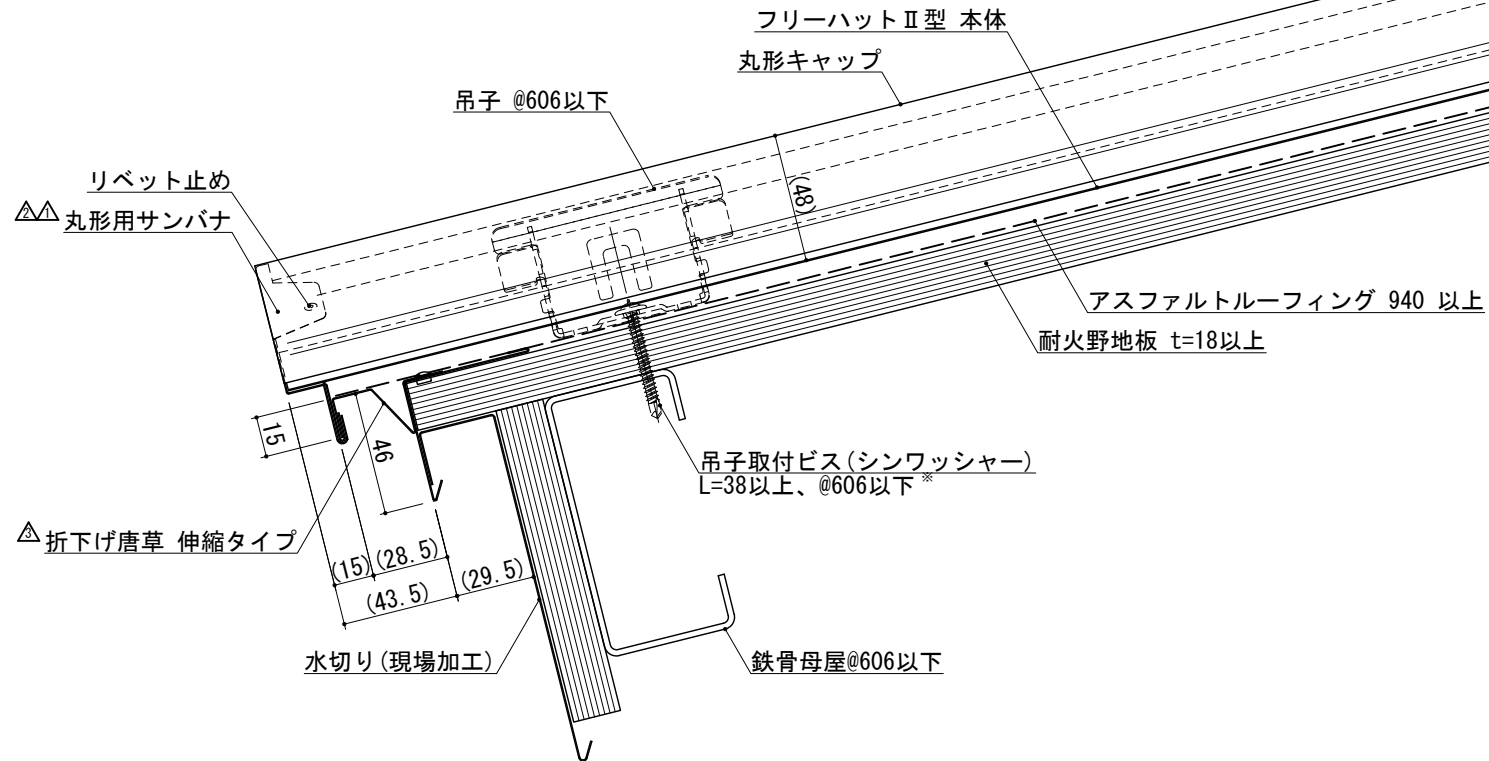 フリーハットⅡ型 本体
丸形キャップ
吊子 @606以下
リベット止め
△2△1 丸形用サンバナ
(48)
アスファルトルーフィング 940 以上
耐火野地板 t=18以上
15
46
吊子取付ビス(シンワッシャー)
L=38以上、@606以下 ※
△3 折下げ唐草 伸縮タイプ
(15)
(28.5)
(43.5)
(29.5)
水切り(現場加工)
鉄骨母屋@606以下